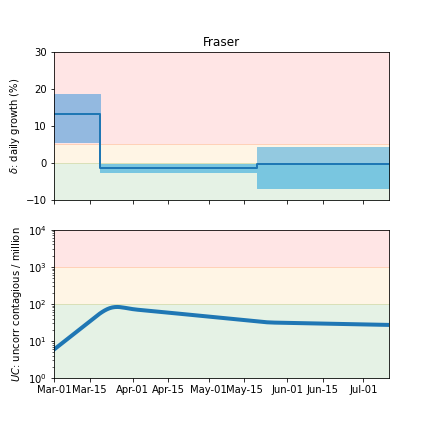 Fraser
30
20
10
0
−10
δ: daily growth (%)
10⁴
10³
10²
10¹
10⁰
UC: uncorr contagious / million
Mar-01 Mar-15 Apr-01 Apr-15 May-01 May-15 Jun-01 Jun-15 Jul-01